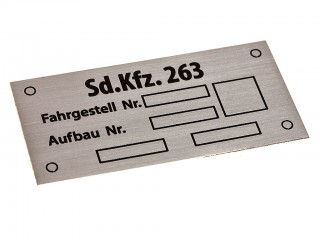 Sd.Kfz. 263
Fahrgestell Nr.
Aufbau Nr.